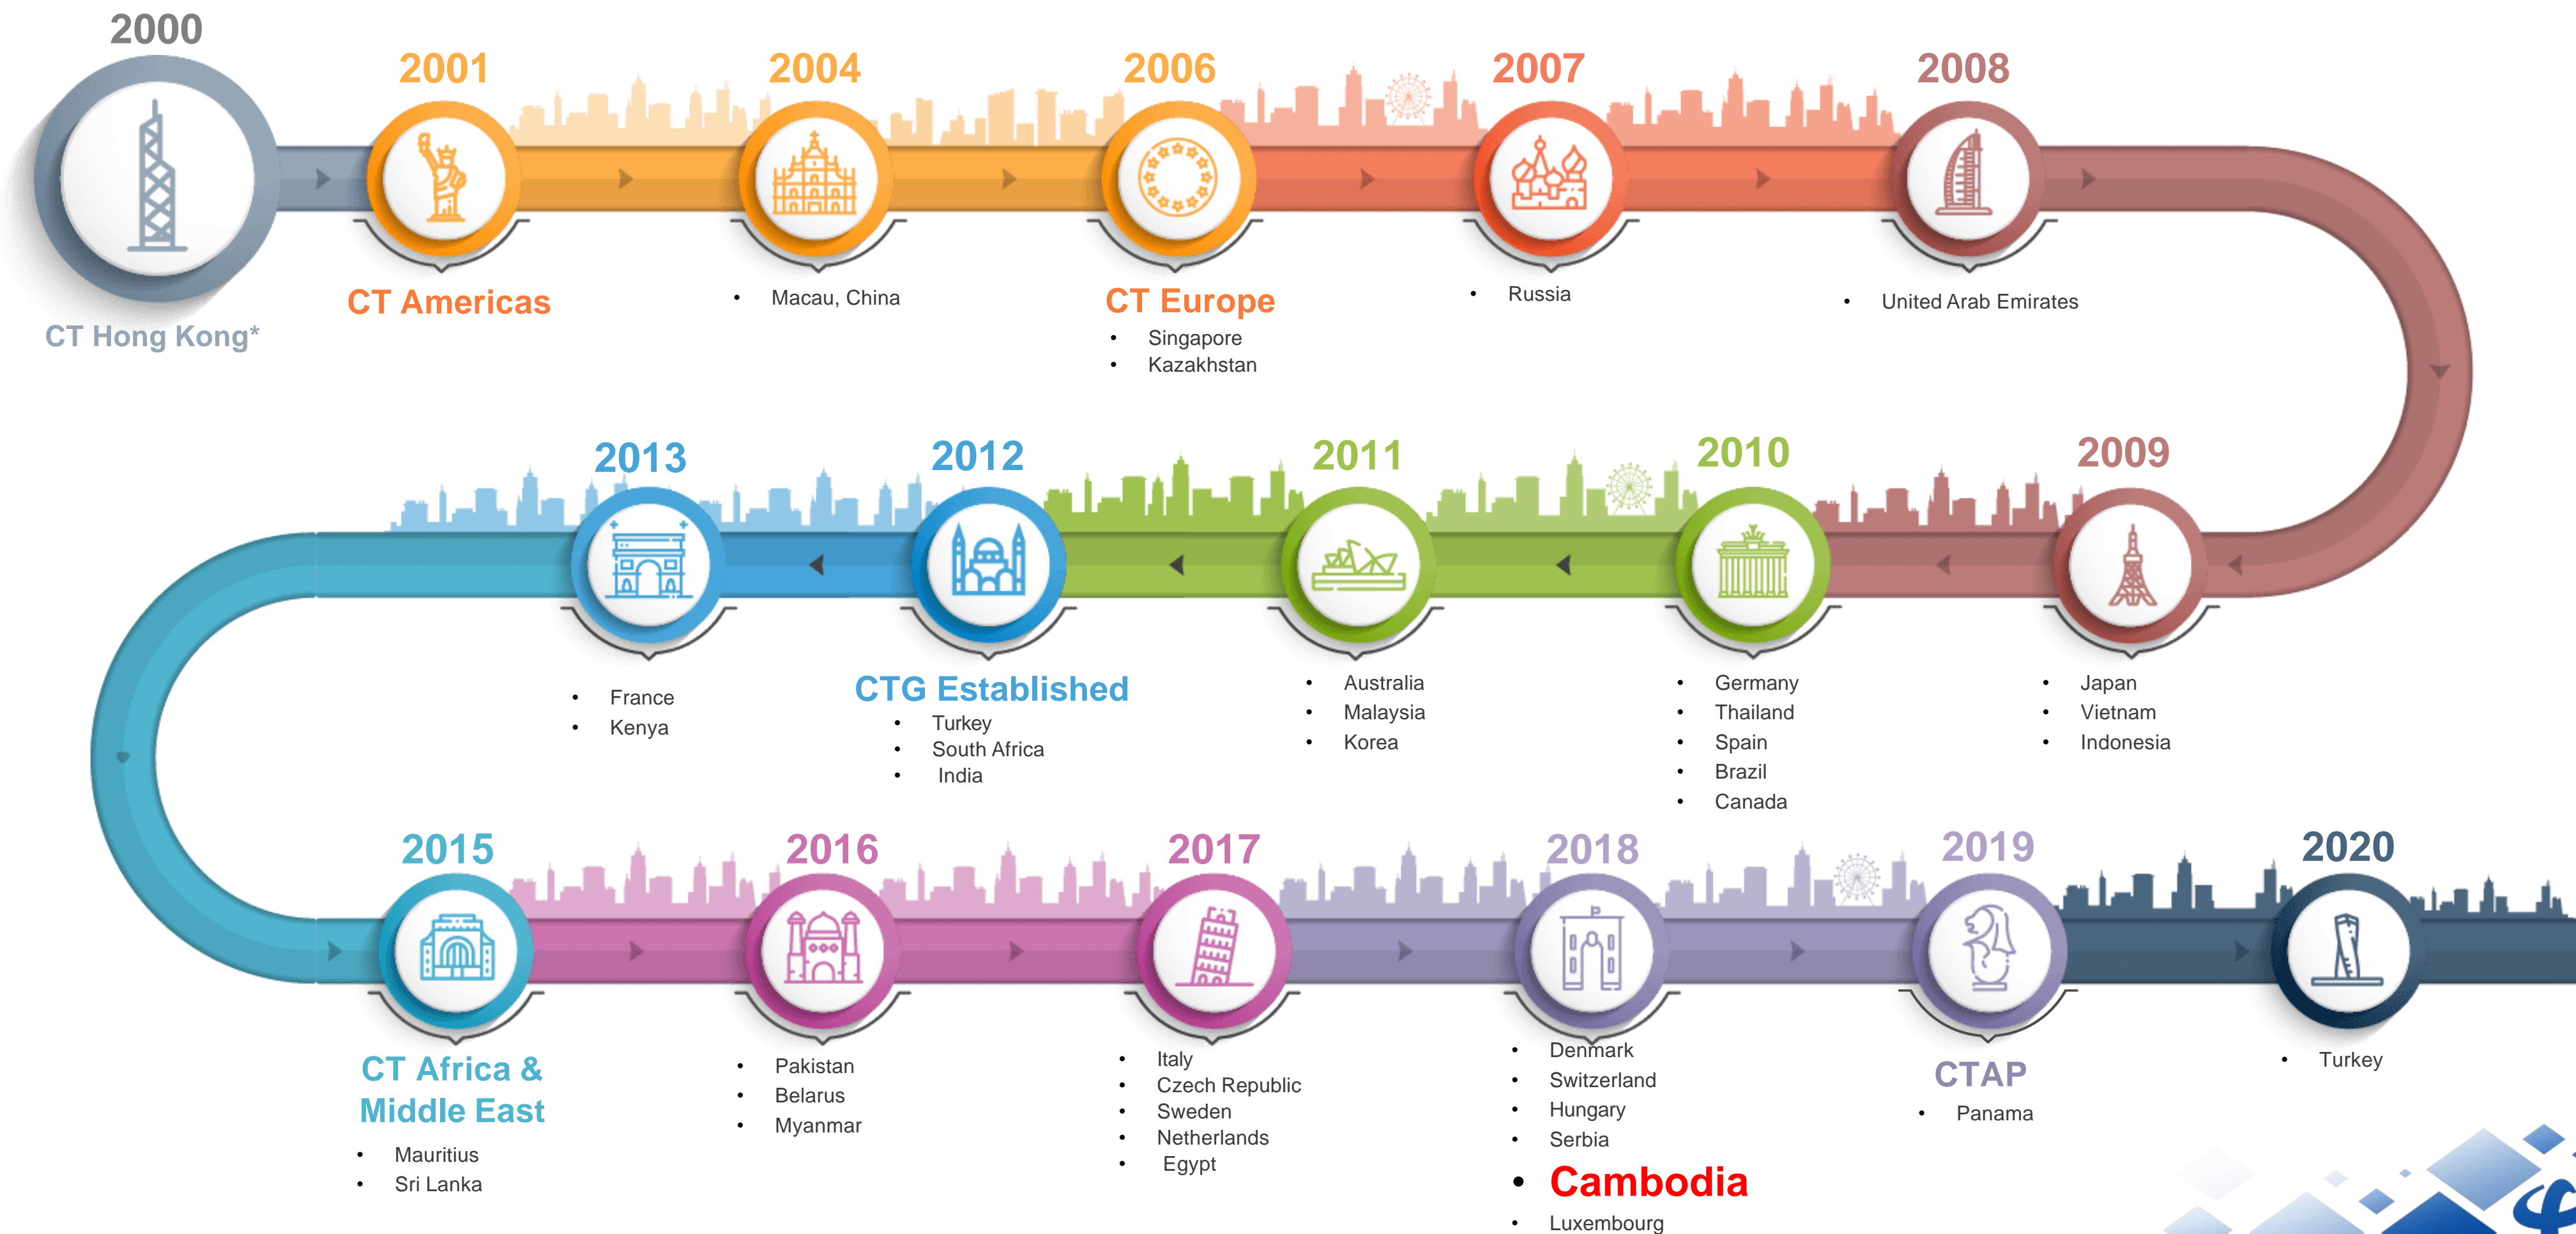 2000
CT Hong Kong*
2001
CT Americas
2004
• Macau, China
2006
CT Europe
• Singapore
• Kazakhstan
2007
• Russia
2008
• United Arab Emirates
2009
• Japan
• Vietnam
• Indonesia
2010
• Germany
• Thailand
• Spain
• Brazil
• Canada
2011
• Australia
• Malaysia
• Korea
2012
CTG Established
• Turkey
• South Africa
• India
2013
• France
• Kenya
2015
CT Africa &
Middle East
• Mauritius
• Sri Lanka
2016
• Pakistan
• Belarus
• Myanmar
2017
• Italy
• Czech Republic
• Sweden
• Netherlands
• Egypt
2018
• Denmark
• Switzerland
• Hungary
• Serbia
• Cambodia
• Luxembourg
2019
CTAP
• Panama
2020
• Turkey